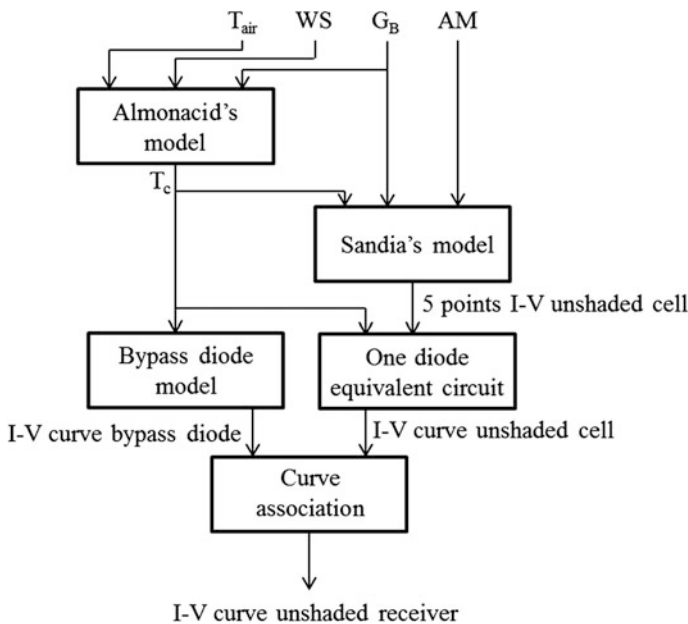 T_air WS G_B AM
Almonacid's
model
T_c
Sandia's model
5 points I-V unshaded cell
Bypass diode
model
One diode
equivalent circuit
I-V curve bypass diode
I-V curve unshaded cell
Curve
association
I-V curve unshaded receiver